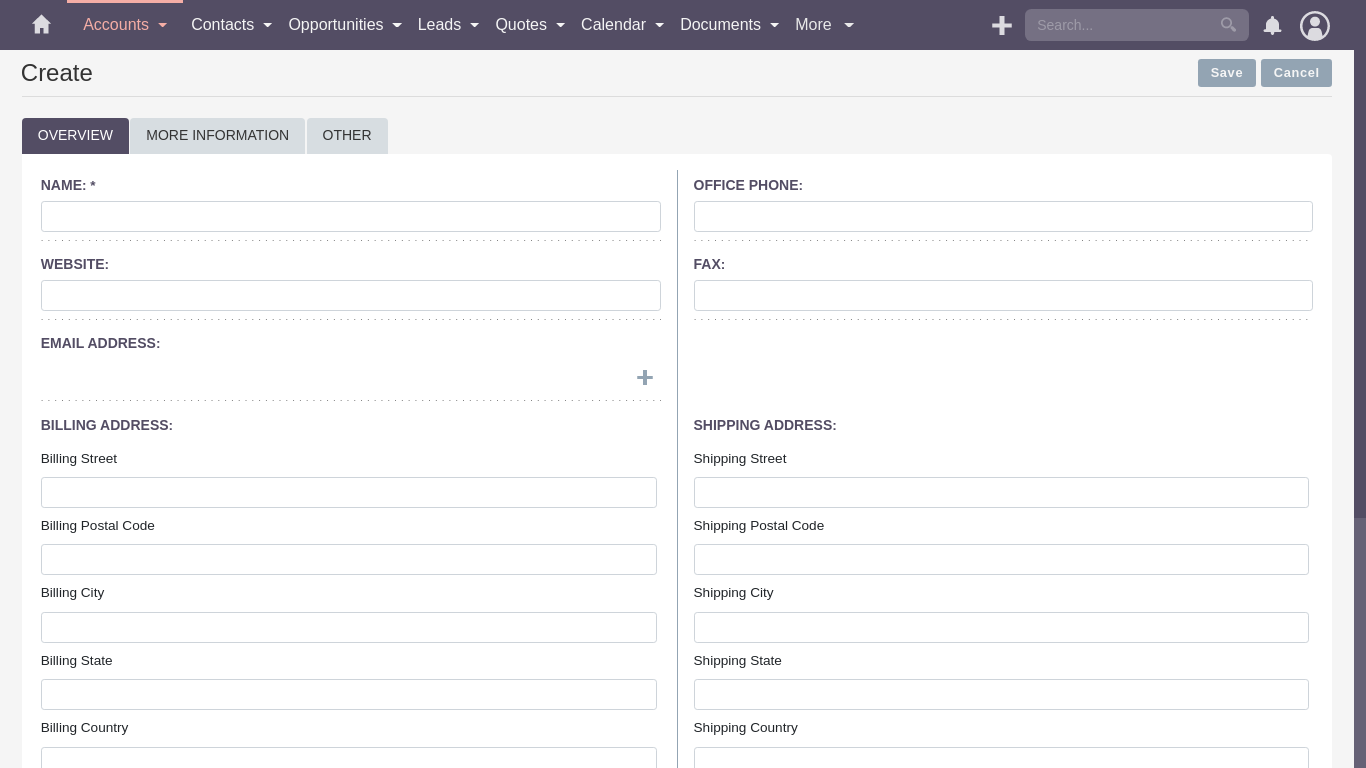 Accounts Contacts Opportunities Leads Quotes Calendar Documents More Search...
Create
Save Cancel
OVERVIEW MORE INFORMATION OTHER
NAME: * OFFICE PHONE:
WEBSITE: FAX:
EMAIL ADDRESS:
BILLING ADDRESS: SHIPPING ADDRESS:
Billing Street Shipping Street
Billing Postal Code Shipping Postal Code
Billing City Shipping City
Billing State Shipping State
Billing Country Shipping Country